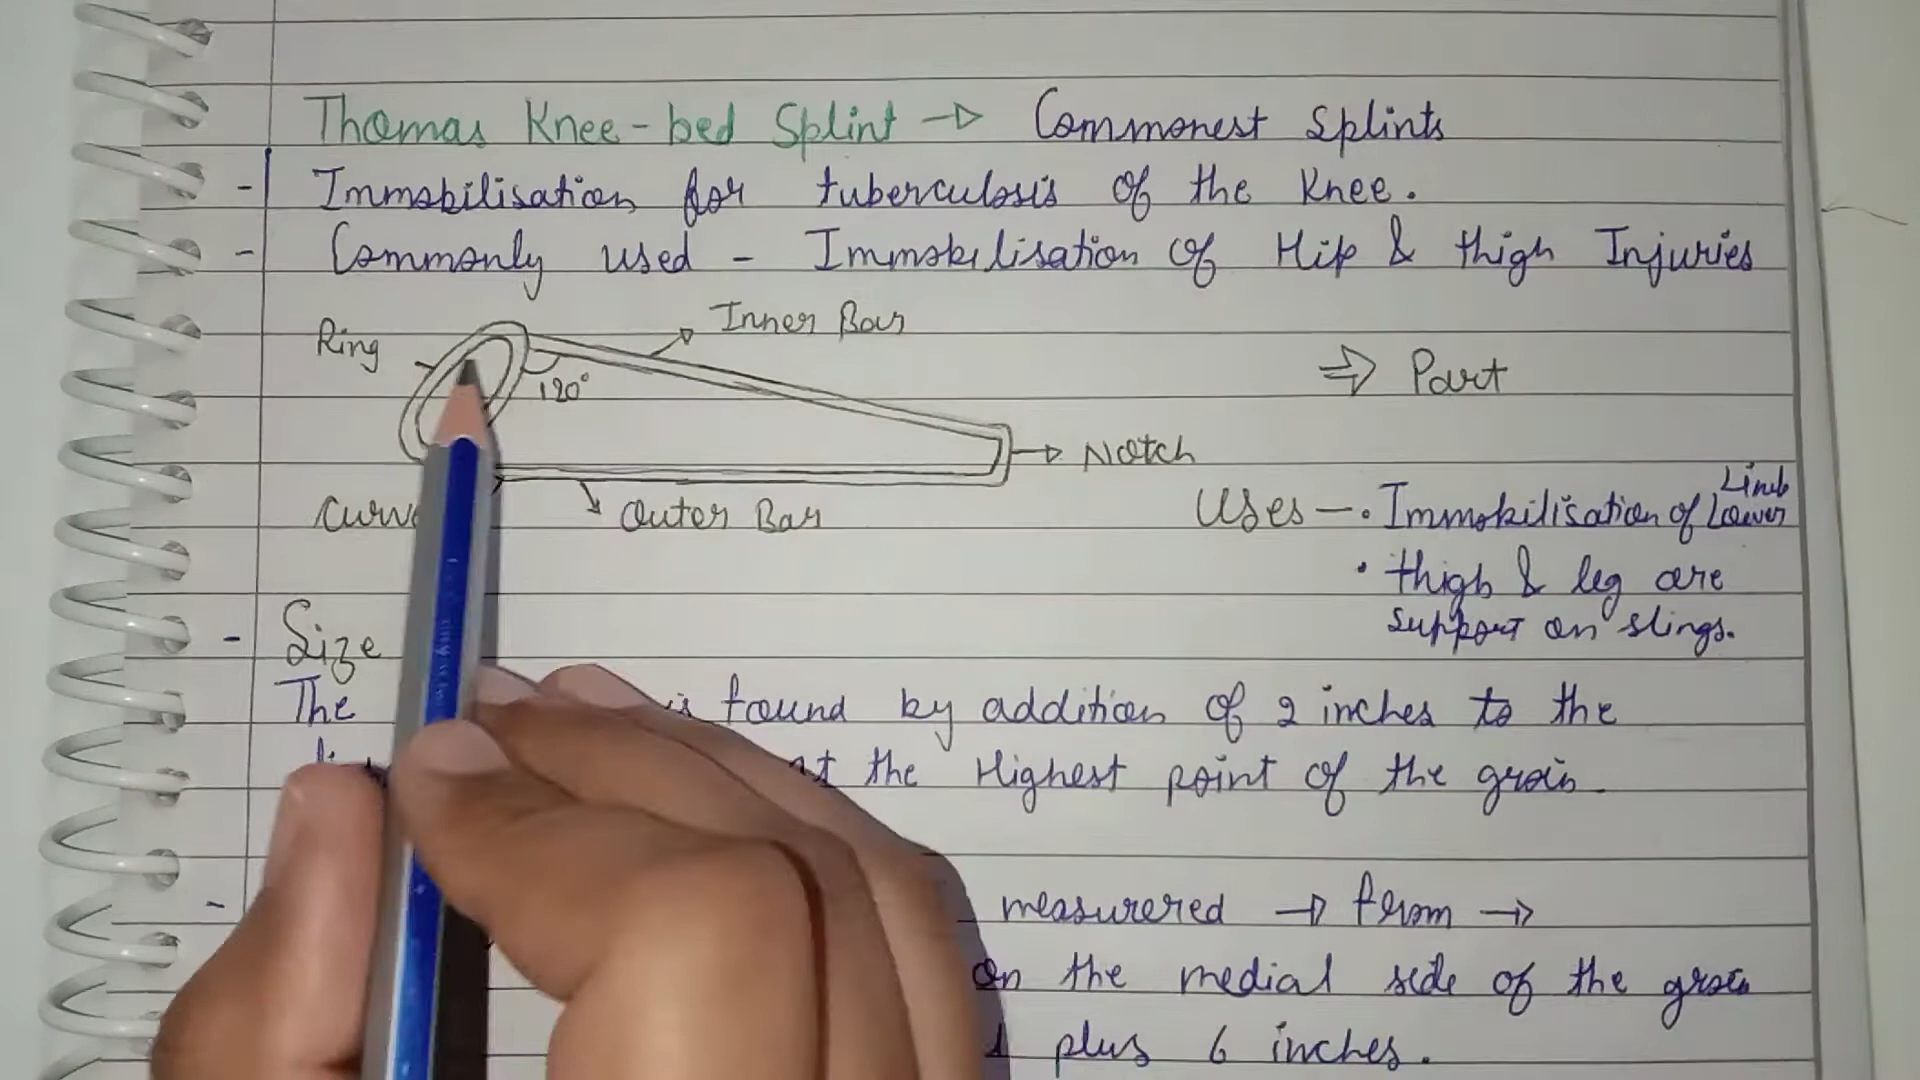 Thomas Knee-bed Splint → Commonest Splints
- Immobilisation for tuberculosis of the Knee.
- Commonly used - Immobilisation of Hip & thigh Injuries
Ring
Inner Bar
120°
⇒ Part
→ Notch
Outer Bar
Uses - • Immobilisation of Lower Limb
• thigh & leg are
support on slings.
- Size
The is found by addition of 2 inches to the
at the Highest point of the groin.
- measurered → from →
on the medial side of the groin
plus 6 inches.